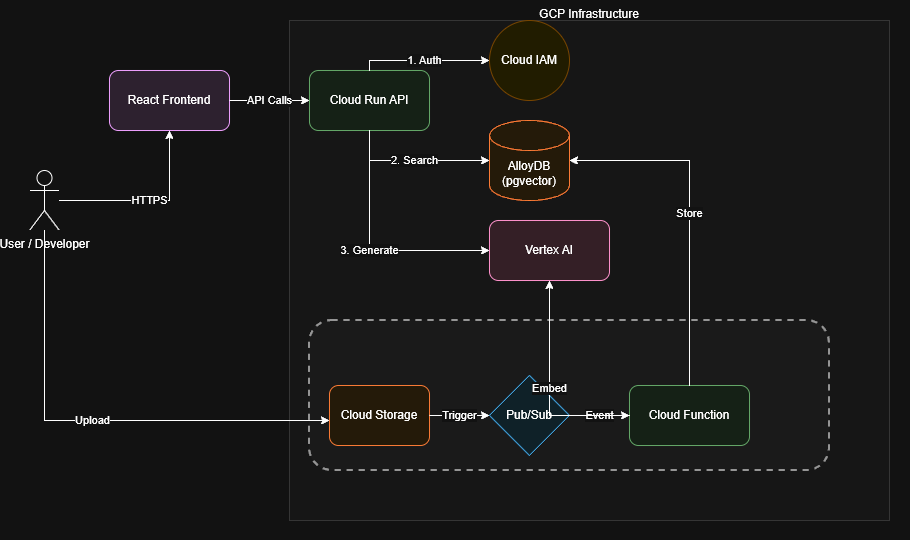 GCP Infrastructure
1. Auth
Cloud IAM
React Frontend
API Calls
Cloud Run API
2. Search
AlloyDB
(pgvector)
HTTPS
Store
User / Developer
3. Generate
Vertex AI
Embed
Cloud Storage
Trigger
Pub/Sub
Event
Cloud Function
Upload